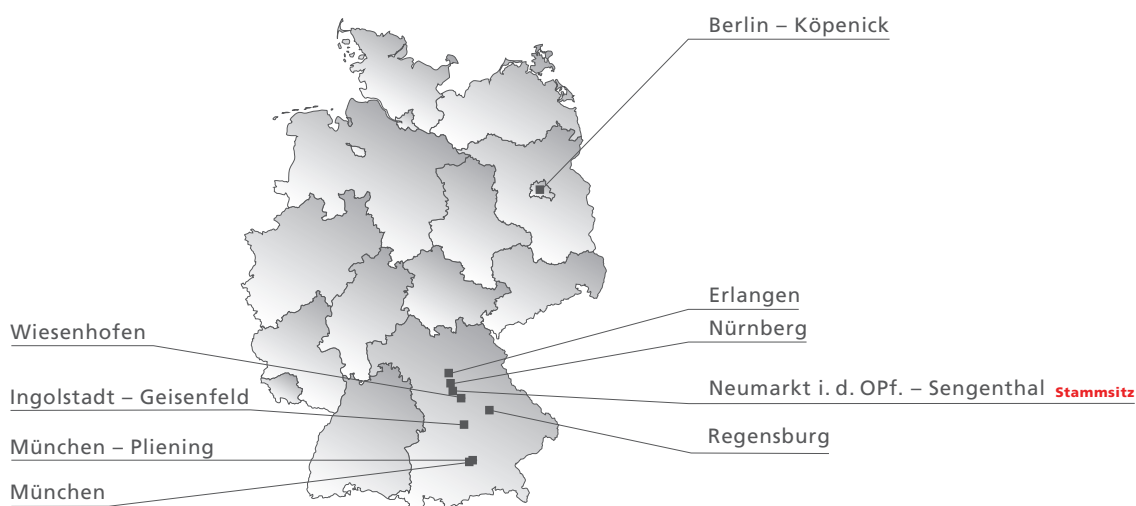 Berlin – Köpenick
Erlangen
Nürnberg
Wiesenhofen
Neumarkt i. d. OPf. – Sengenthal Stammsitz
Ingolstadt – Geisenfeld
Regensburg
München – Pliening
München